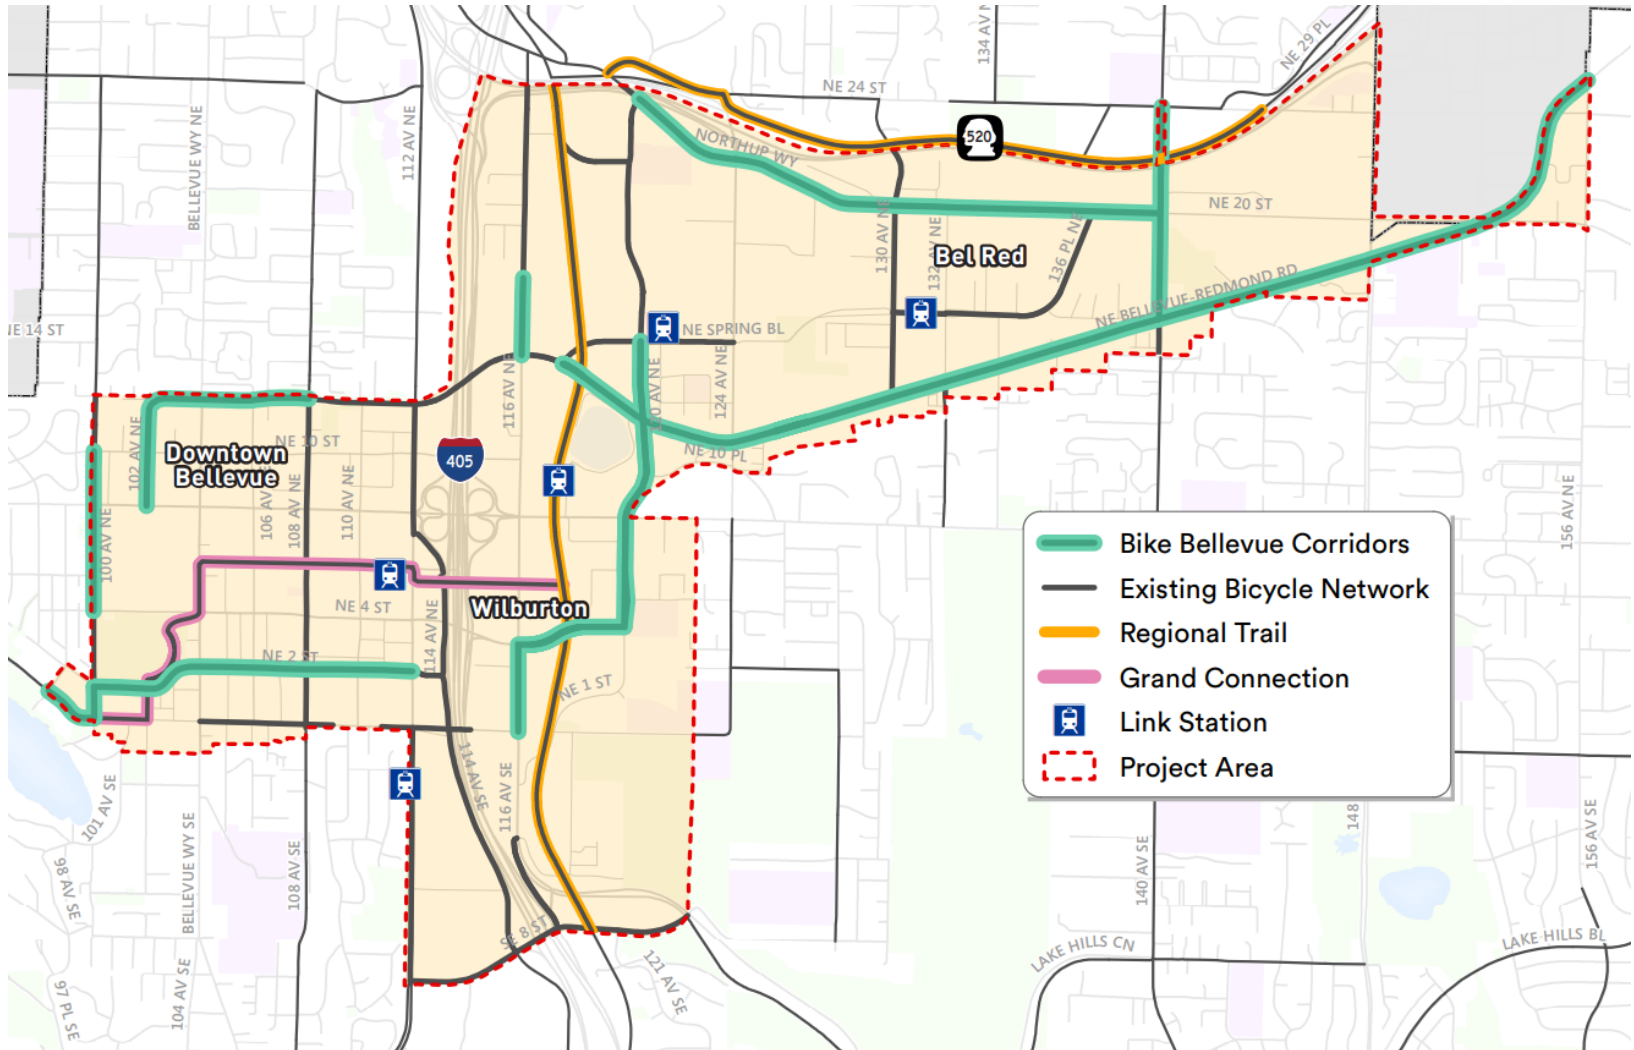 134 AV N
NE 29 PL
NE 24 ST
BELLEVUE WY NE
112 AV NE
NORTHUP WY
520
NE 20 ST
130 AV NE
132 AV NE
136 PL NE
Bel Red
NE BELLEVUE-REDMOND RD
NE 14 ST
NE SPRING BL
116 AV N
120 AV NE
124 AV NE
102 AV NE
NE 10 ST
Downtown
Bellevue
405
NE 10 PL
106 AV NE
108 AV NE
110 AV NE
100 AV NE
156 AV NE
NE 4 ST
Wilburton
114 AV NE
NE 2 ST
NE 1 ST
Bike Bellevue Corridors
Existing Bicycle Network
Regional Trail
Grand Connection
Link Station
Project Area
114 AV SE
116 AV SE
101 AV SE
98 AV SE
BELLEVUE WY SE
108 AV SE
140 AV SE
148
156 AV SE
SE 8 ST
121 AV SE
LAKE HILLS CN
LAKE HILLS BL
104 AV SE
97 PL SE